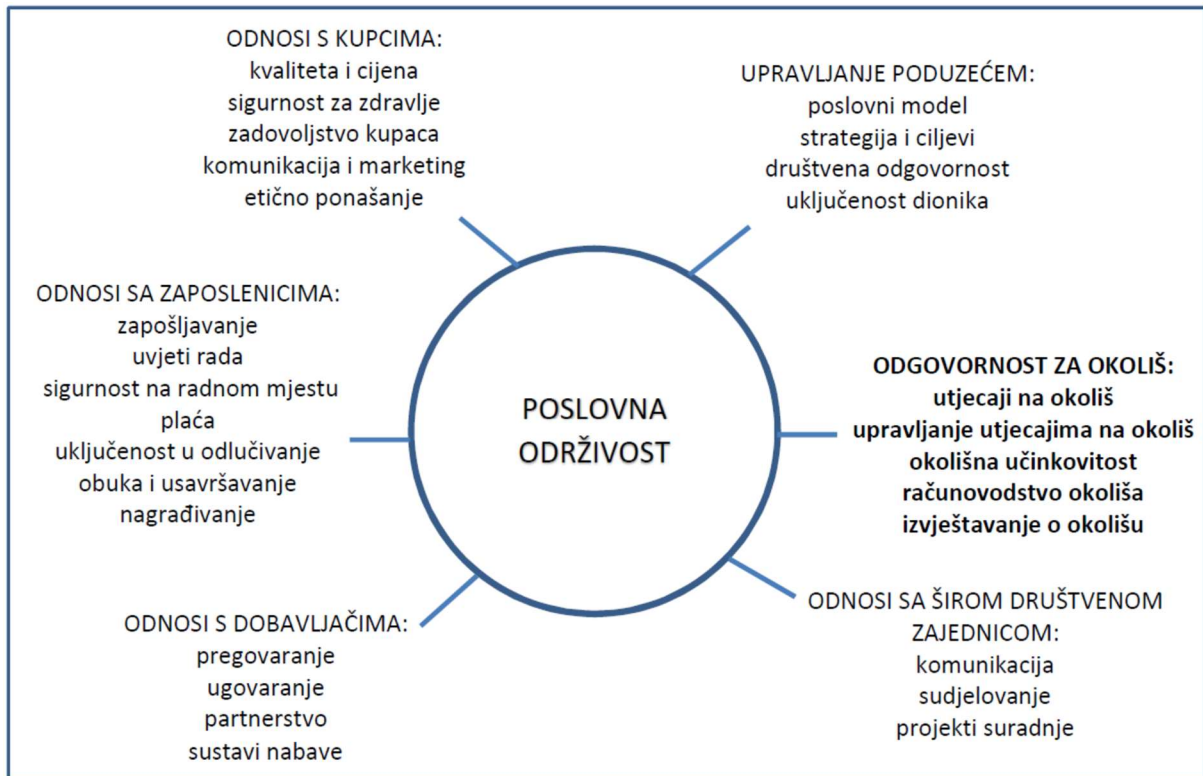 ODNOSI S KUPCIMA:
kvaliteta i cijena
sigurnost za zdravlje
zadovoljstvo kupaca
komunikacija i marketing
etično ponašanje
UPRAVLJANJE PODUZEĆEM:
poslovni model
strategija i ciljevi
društvena odgovornost
uključenost dionika
ODNOSI SA ZAPOSLENICIMA:
zapošljavanje
uvjeti rada
sigurnost na radnom mjestu
plaća
uključenost u odlučivanje
obuka i usavršavanje
nagrađivanje
POSLOVNA
ODRŽIVOST
ODGOVORNOST ZA OKOLIŠ:
utjecaji na okoliš
upravljanje utjecajima na okoliš
okolišna učinkovitost
računovodstvo okoliša
izvještavanje o okolišu
ODNOSI S DOBAVLJAČIMA:
pregovaranje
ugovaranje
partnerstvo
sustavi nabave
ODNOSI SA ŠIROM DRUŠTVENOM
ZAJEDNICOM:
komunikacija
sudjelovanje
projekti suradnje